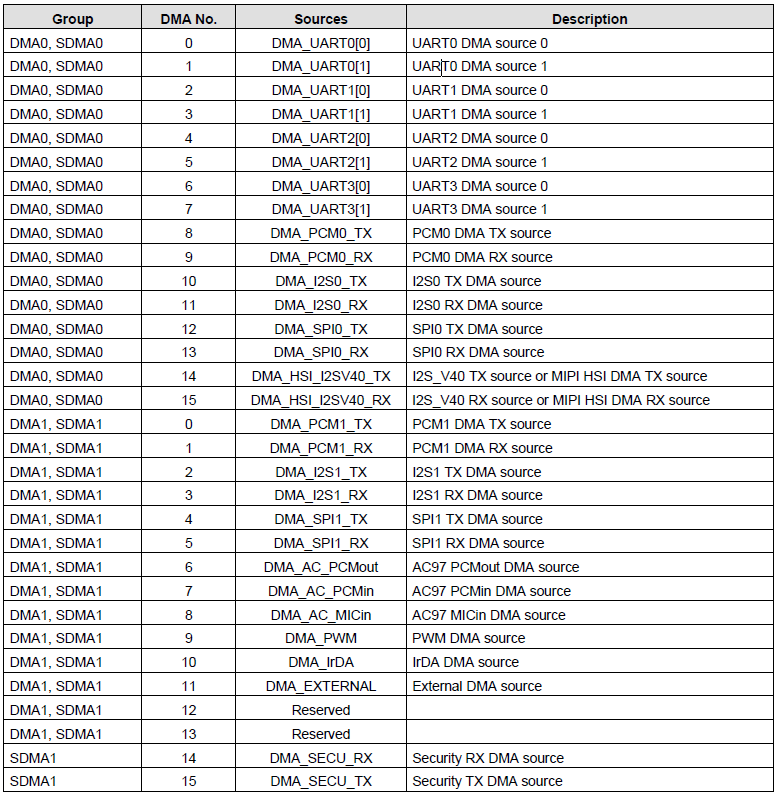 Group DMA No. Sources Description
DMA0, SDMA0 0 DMA_UART0[0] UART0 DMA source 0
DMA0, SDMA0 1 DMA_UART0[1] UART0 DMA source 1
DMA0, SDMA0 2 DMA_UART1[0] UART1 DMA source 0
DMA0, SDMA0 3 DMA_UART1[1] UART1 DMA source 1
DMA0, SDMA0 4 DMA_UART2[0] UART2 DMA source 0
DMA0, SDMA0 5 DMA_UART2[1] UART2 DMA source 1
DMA0, SDMA0 6 DMA_UART3[0] UART3 DMA source 0
DMA0, SDMA0 7 DMA_UART3[1] UART3 DMA source 1
DMA0, SDMA0 8 DMA_PCM0_TX PCM0 DMA TX source
DMA0, SDMA0 9 DMA_PCM0_RX PCM0 DMA RX source
DMA0, SDMA0 10 DMA_I2S0_TX I2S0 TX DMA source
DMA0, SDMA0 11 DMA_I2S0_RX I2S0 RX DMA source
DMA0, SDMA0 12 DMA_SPI0_TX SPI0 TX DMA source
DMA0, SDMA0 13 DMA_SPI0_RX SPI0 RX DMA source
DMA0, SDMA0 14 DMA_HSI_I2SV40_TX I2S_V40 TX source or MIPI HSI DMA TX source
DMA0, SDMA0 15 DMA_HSI_I2SV40_RX I2S_V40 RX source or MIPI HSI DMA RX source
DMA1, SDMA1 0 DMA_PCM1_TX PCM1 DMA TX source
DMA1, SDMA1 1 DMA_PCM1_RX PCM1 DMA RX source
DMA1, SDMA1 2 DMA_I2S1_TX I2S1 TX DMA source
DMA1, SDMA1 3 DMA_I2S1_RX I2S1 RX DMA source
DMA1, SDMA1 4 DMA_SPI1_TX SPI1 TX DMA source
DMA1, SDMA1 5 DMA_SPI1_RX SPI1 RX DMA source
DMA1, SDMA1 6 DMA_AC_PCMout AC97 PCMout DMA source
DMA1, SDMA1 7 DMA_AC_PCMin AC97 PCMin DMA source
DMA1, SDMA1 8 DMA_AC_MICin AC97 MICin DMA source
DMA1, SDMA1 9 DMA_PWM PWM DMA source
DMA1, SDMA1 10 DMA_IrDA IrDA DMA source
DMA1, SDMA1 11 DMA_EXTERNAL External DMA source
DMA1, SDMA1 12 Reserved
DMA1, SDMA1 13 Reserved
SDMA1 14 DMA_SECU_RX Security RX DMA source
SDMA1 15 DMA_SECU_TX Security TX DMA source